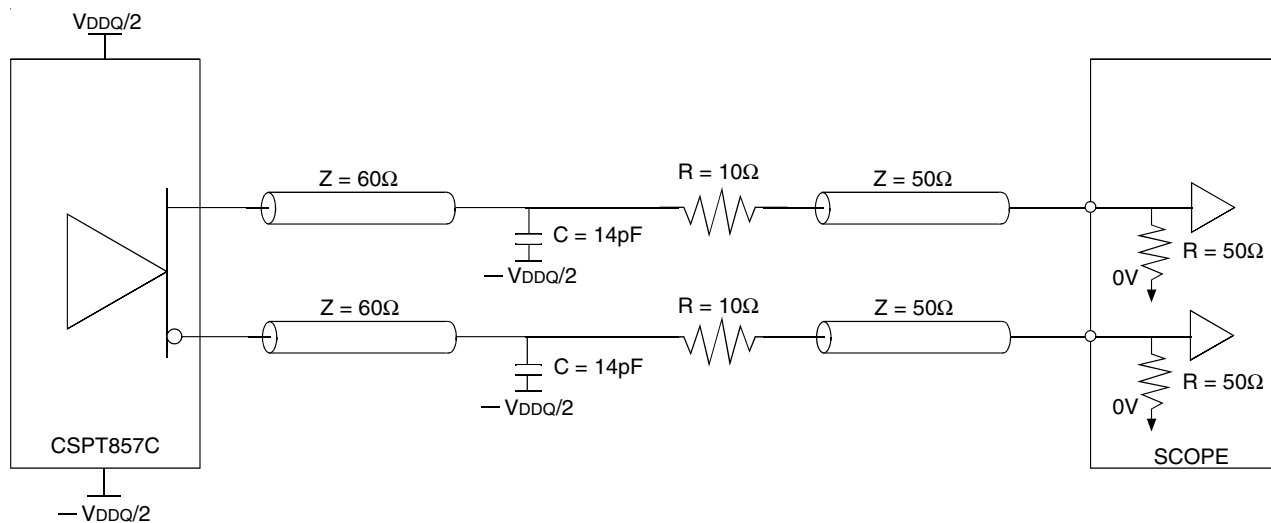 VDDQ/2
Z = 60Ω
R = 10Ω
Z = 50Ω
C = 14pF
– VDDQ/2
R = 50Ω
0V
Z = 60Ω
R = 10Ω
Z = 50Ω
C = 14pF
– VDDQ/2
R = 50Ω
0V
CSPT857C
SCOPE
– VDDQ/2